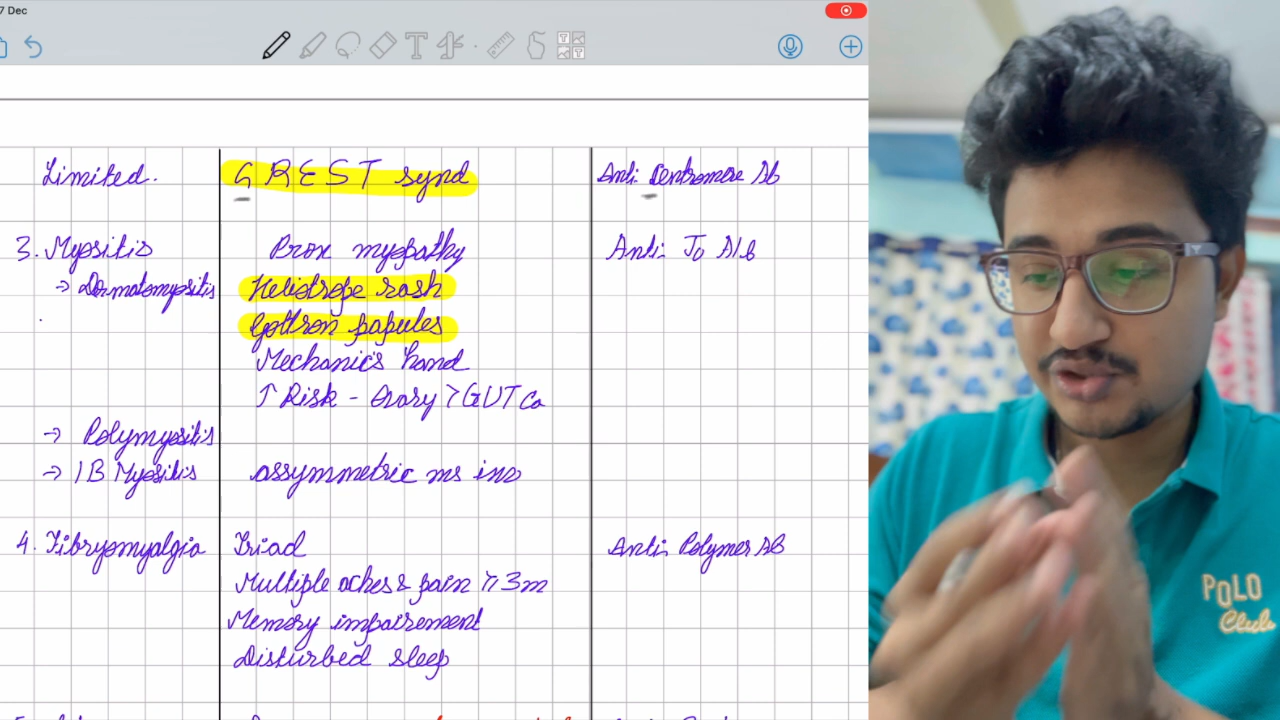 7 Dec
T
Limited. CREST synd Anti Centromere Ab
3. Myositis Prox myopathy Anti Jo Ab
→ Dermatomyositis Heliotrope rash
Gottron papules
Mechanic's hand
↑ Risk - Ovary > GUT Ca
→ Polymyositis
→ IB Myositis assymmetric ms inv
4. Fibryomyalgia Triad Anti Polymer AB
Multiple aches & pain ≥ 3m
Memory impairement
Disturbed sleep
POLO
Club